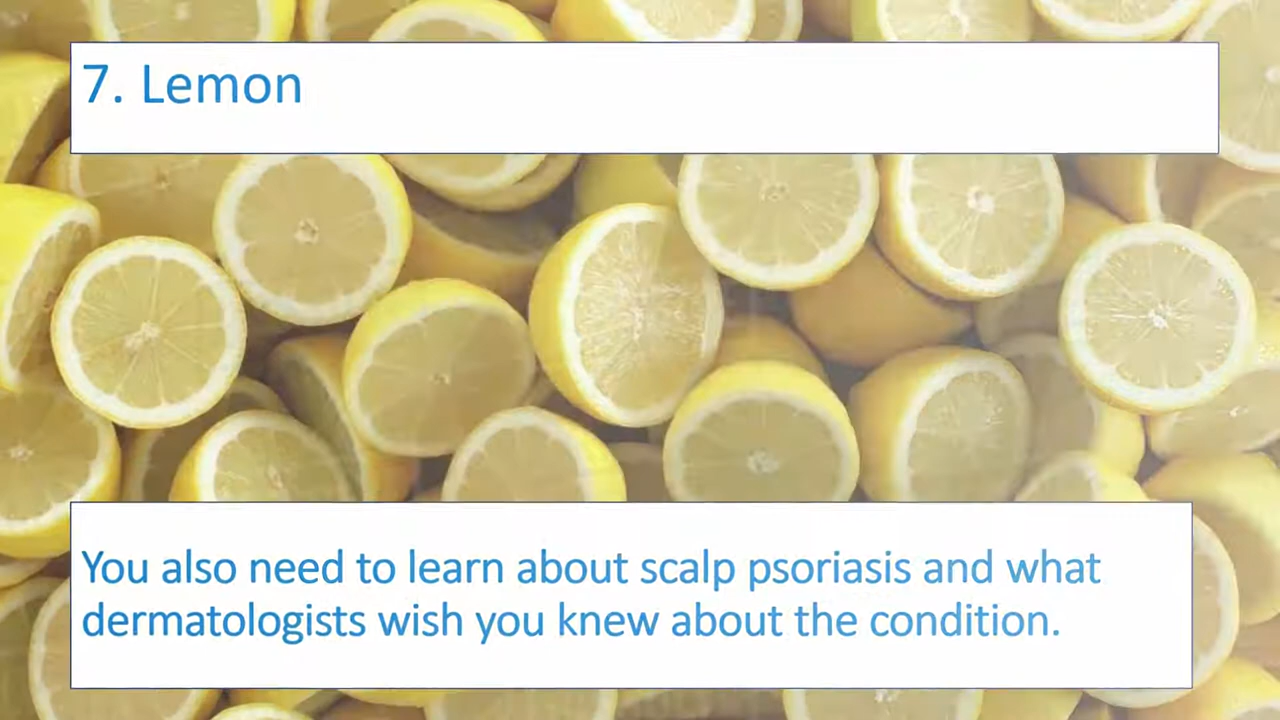 7. Lemon
You also need to learn about scalp psoriasis and what
dermatologists wish you knew about the condition.